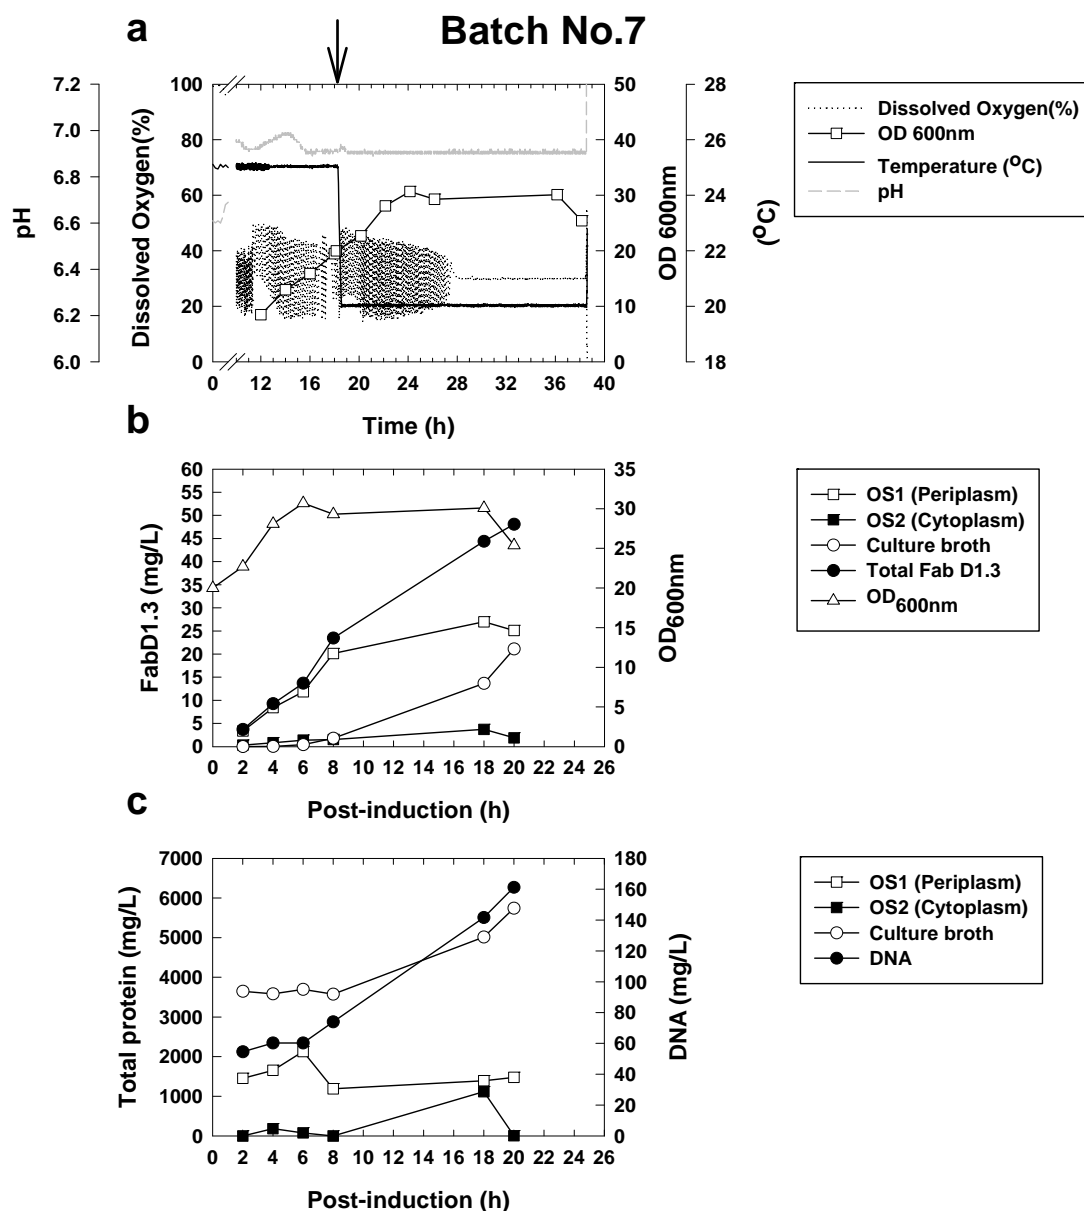 a
Batch No.7
7.2
7.0
6.8
6.6
6.4
6.2
6.0
pH
100
80
60
40
20
0
Dissolved Oxygen(%)
50
40
30
20
10
0
OD 600nm
28
26
24
22
20
18
(ºC)
0 12 16 20 24 28 32 36 40
Time (h)
Dissolved Oxygen(%)
OD 600nm
Temperature (ºC)
pH
b
60
55
50
45
40
35
30
25
20
15
10
5
0
FabD1.3 (mg/L)
35
30
25
20
15
10
5
0
OD600nm
0 2 4 6 8 10 12 14 16 18 20 22 24 26
Post-induction (h)
OS1 (Periplasm)
OS2 (Cytoplasm)
Culture broth
Total Fab D1.3
OD600nm
c
7000
6000
5000
4000
3000
2000
1000
0
Total protein (mg/L)
180
160
140
120
100
80
60
40
20
0
DNA (mg/L)
0 2 4 6 8 10 12 14 16 18 20 22 24 26
Post-induction (h)
OS1 (Periplasm)
OS2 (Cytoplasm)
Culture broth
DNA